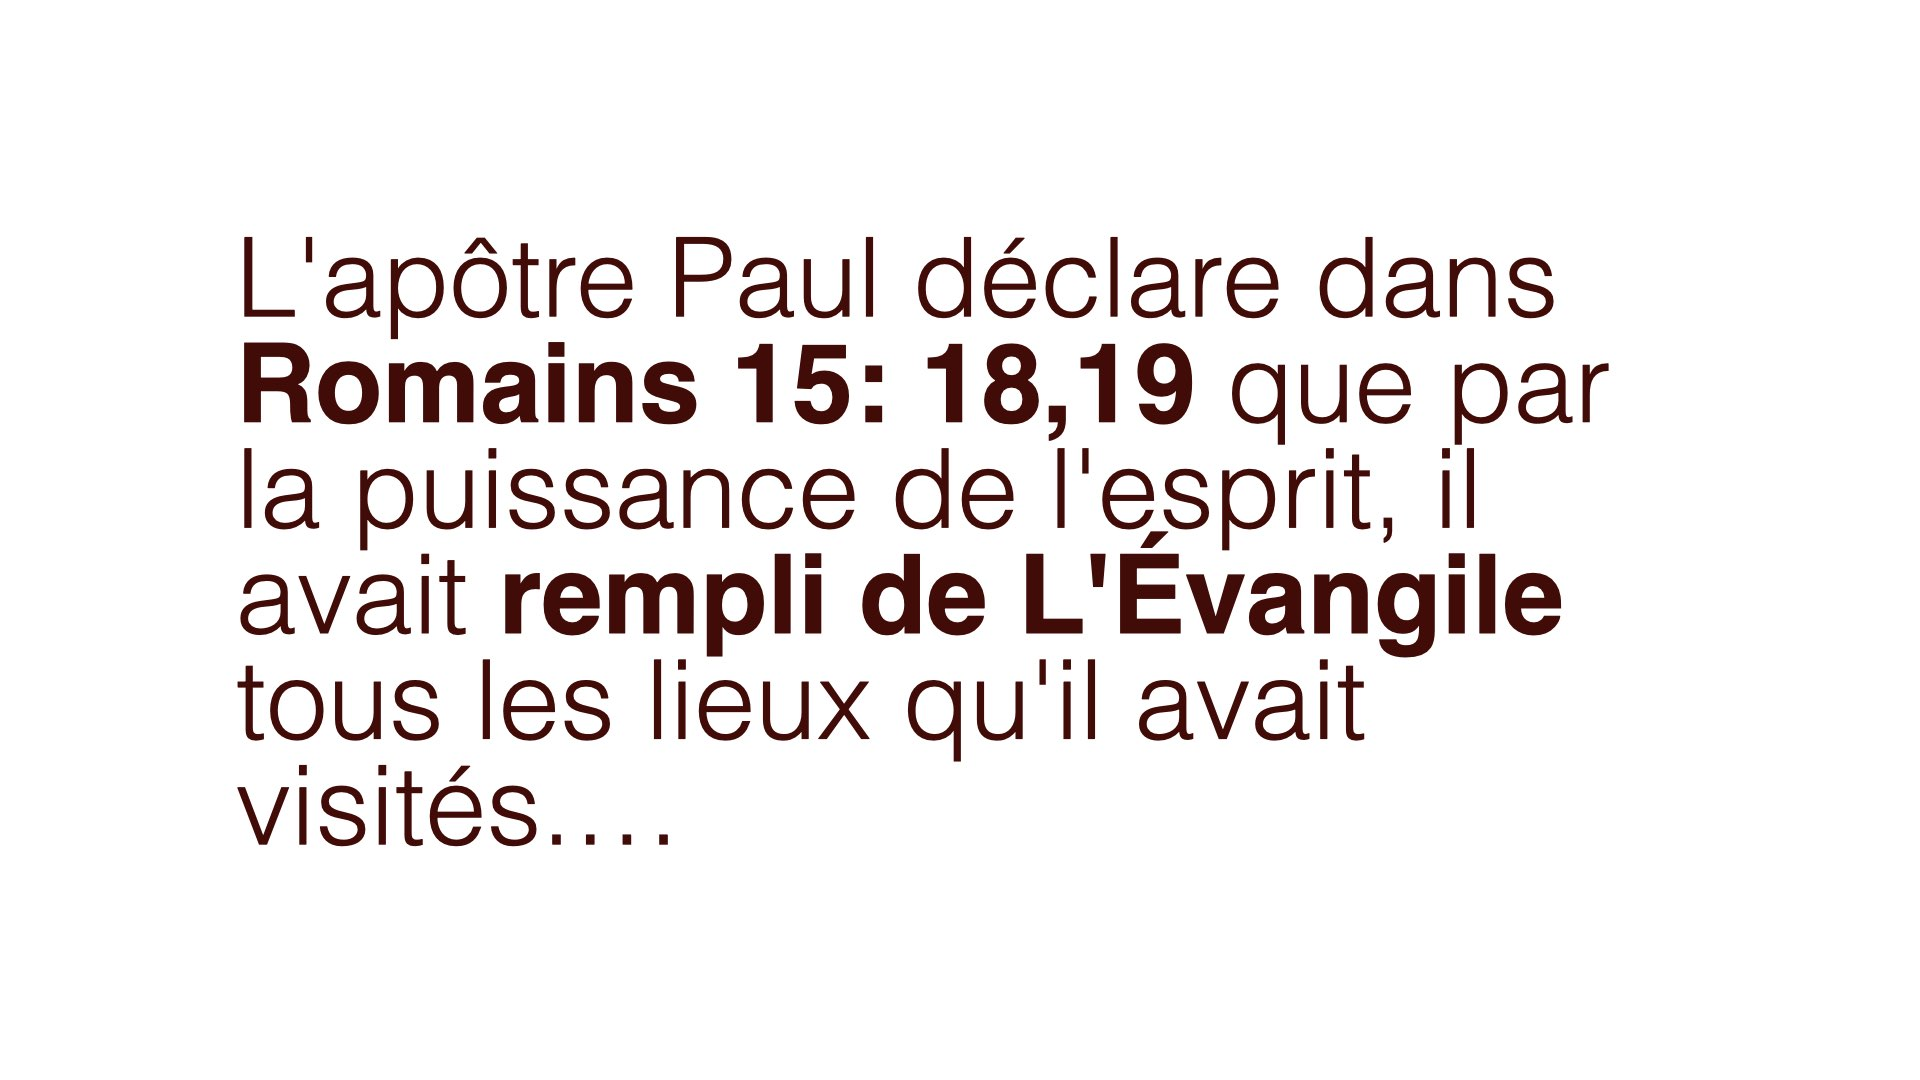 L'apôtre Paul déclare dans
Romains 15: 18,19 que par
la puissance de l'esprit, il
avait rempli de L'Évangile
tous les lieux qu'il avait
visités….